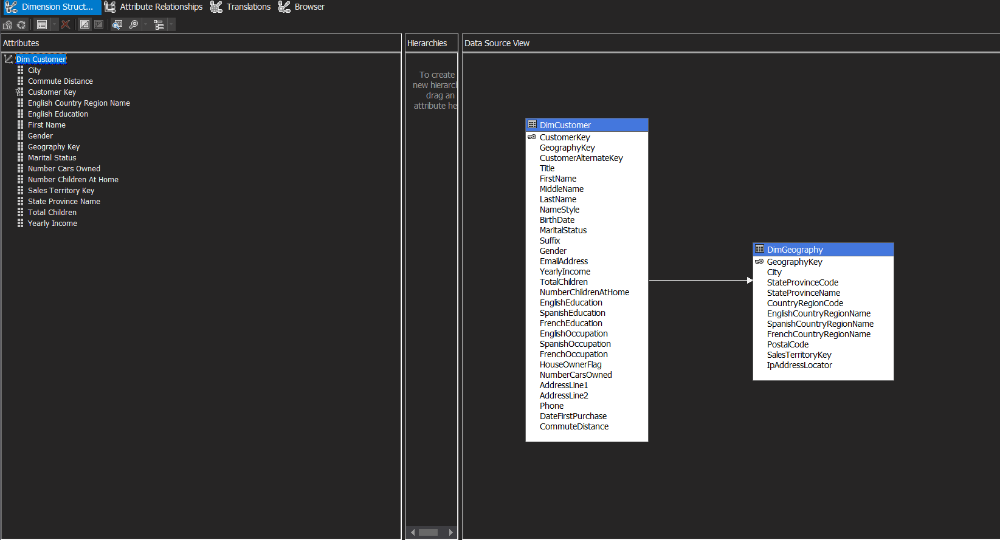 Dimension Struct...
Attribute Relationships
Translations
Browser
Attributes
Dim Customer
City
Commute Distance
Customer Key
English Country Region Name
English Education
First Name
Gender
Geography Key
Marital Status
Number Cars Owned
Number Children At Home
Sales Territory Key
State Province Name
Total Children
Yearly Income
Hierarchies
To create
new hierarch
drag an
attribute he
Data Source View
DimCustomer
CustomerKey
GeographyKey
CustomerAlternateKey
Title
FirstName
MiddleName
LastName
NameStyle
BirthDate
MaritalStatus
Suffix
Gender
EmailAddress
YearlyIncome
TotalChildren
NumberChildrenAtHome
EnglishEducation
SpanishEducation
FrenchEducation
EnglishOccupation
SpanishOccupation
FrenchOccupation
HouseOwnerFlag
NumberCarsOwned
AddressLine1
AddressLine2
Phone
DateFirstPurchase
CommuteDistance
DimGeography
GeographyKey
City
StateProvinceCode
StateProvinceName
CountryRegionCode
EnglishCountryRegionName
SpanishCountryRegionName
FrenchCountryRegionName
PostalCode
SalesTerritoryKey
IpAddressLocator